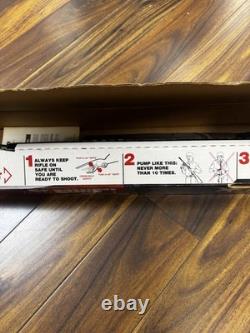 1 ALWAYS KEEP
RIFLE ON
SAFE UNTIL
YOU ARE
READY TO SHOOT.
2 PUMP LIKE THIS:
NEVER MORE
THAN 10 TIMES.
3